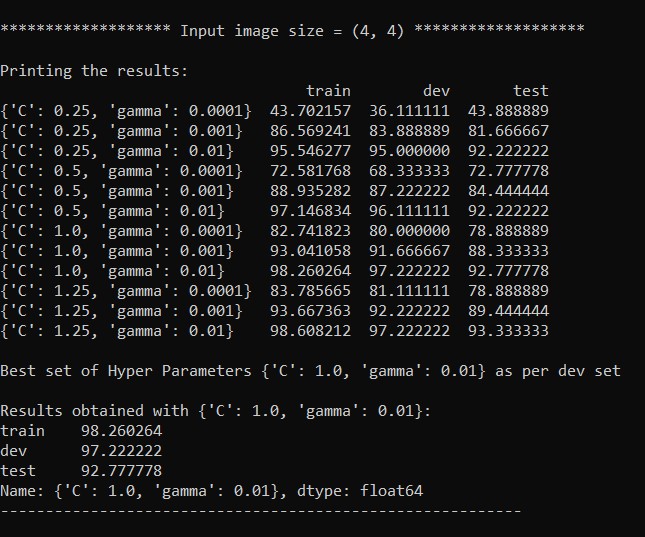 ******************* Input image size = (4, 4) *******************
Printing the results:
train dev test
{'C': 0.25, 'gamma': 0.0001} 43.702157 36.111111 43.888889
{'C': 0.25, 'gamma': 0.001} 86.569241 83.888889 81.666667
{'C': 0.25, 'gamma': 0.01} 95.546277 95.000000 92.222222
{'C': 0.5, 'gamma': 0.0001} 72.581768 68.333333 72.777778
{'C': 0.5, 'gamma': 0.001} 88.935282 87.222222 84.444444
{'C': 0.5, 'gamma': 0.01} 97.146834 96.111111 92.222222
{'C': 1.0, 'gamma': 0.0001} 82.741823 80.000000 78.888889
{'C': 1.0, 'gamma': 0.001} 93.041058 91.666667 88.333333
{'C': 1.0, 'gamma': 0.01} 98.260264 97.222222 92.777778
{'C': 1.25, 'gamma': 0.0001} 83.785665 81.111111 78.888889
{'C': 1.25, 'gamma': 0.001} 93.667363 92.222222 89.444444
{'C': 1.25, 'gamma': 0.01} 98.608212 97.222222 93.333333
Best set of Hyper Parameters {'C': 1.0, 'gamma': 0.01} as per dev set
Results obtained with {'C': 1.0, 'gamma': 0.01}:
train 98.260264
dev 97.222222
test 92.777778
Name: {'C': 1.0, 'gamma': 0.01}, dtype: float64
----------------------------------------------------------